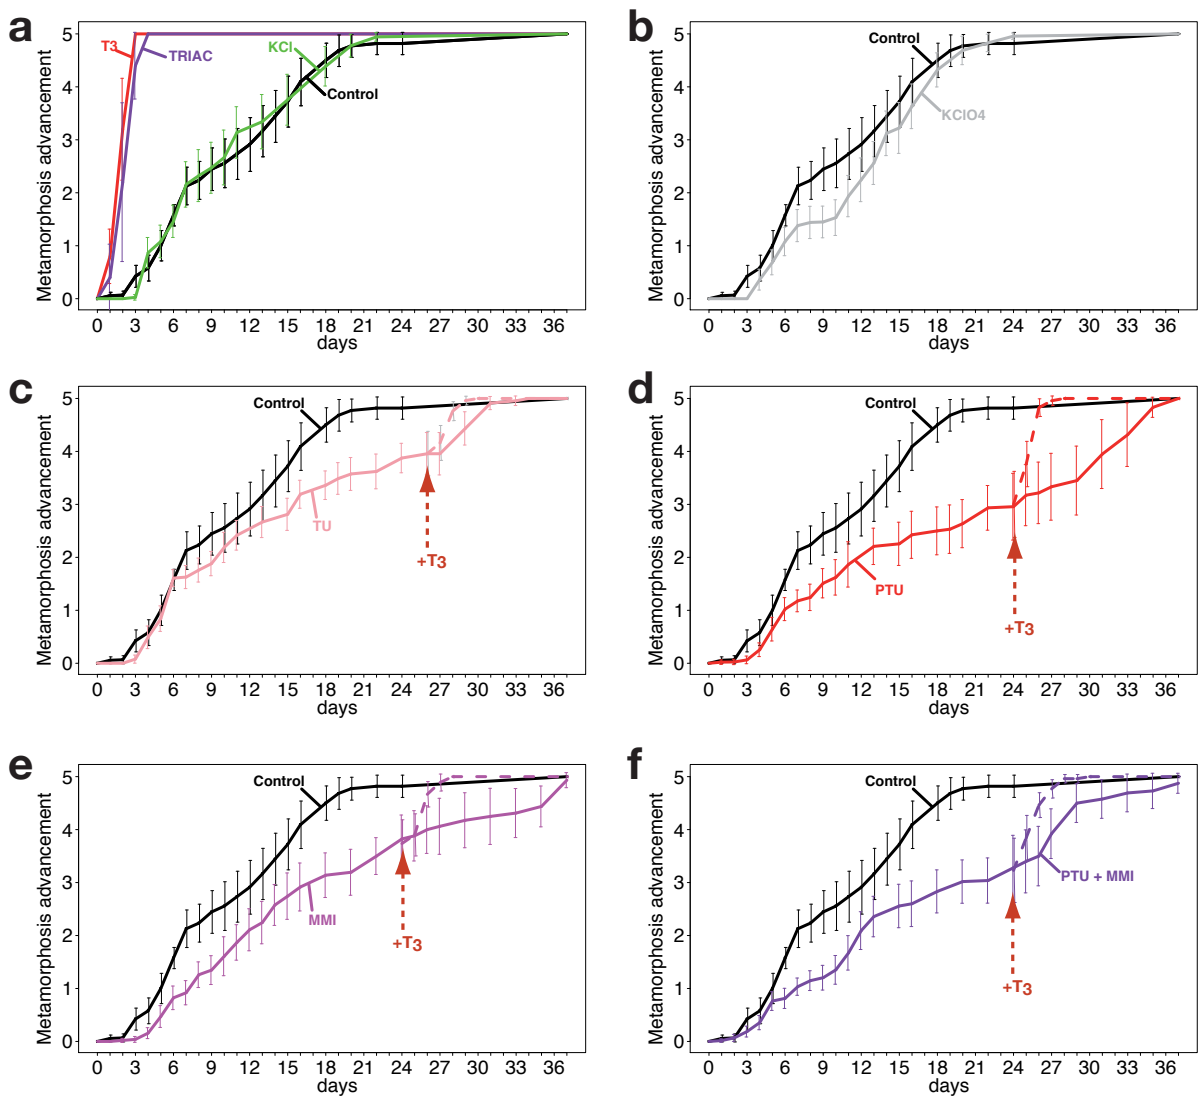 a
Metamorphosis advancement
5
4
3
2
1
0
T3
TRIAC
KCl
Control
0 3 6 9 12 15 18 21 24 27 30 33 36
days
b
Metamorphosis advancement
5
4
3
2
1
0
Control
KClO4
0 3 6 9 12 15 18 21 24 27 30 33 36
days
c
Metamorphosis advancement
5
4
3
2
1
0
Control
TU
+T3
0 3 6 9 12 15 18 21 24 27 30 33 36
days
d
Metamorphosis advancement
5
4
3
2
1
0
Control
PTU
+T3
0 3 6 9 12 15 18 21 24 27 30 33 36
days
e
Metamorphosis advancement
5
4
3
2
1
0
Control
MMI
+T3
0 3 6 9 12 15 18 21 24 27 30 33 36
days
f
Metamorphosis advancement
5
4
3
2
1
0
Control
PTU + MMI
+T3
0 3 6 9 12 15 18 21 24 27 30 33 36
days